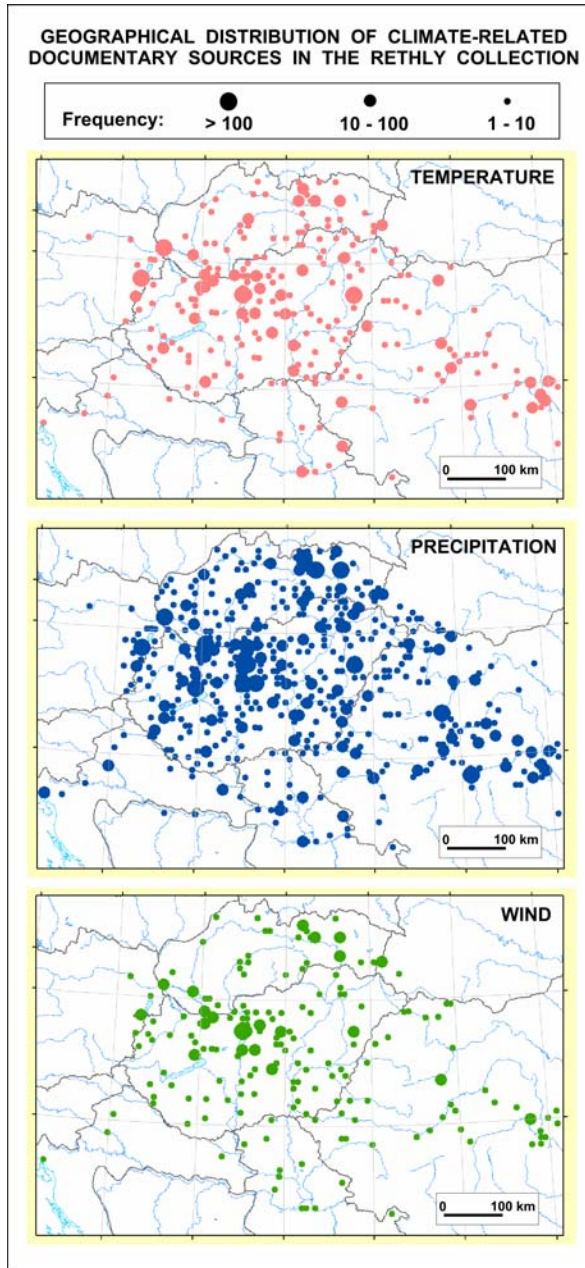 GEOGRAPHICAL DISTRIBUTION OF CLIMATE-RELATED
DOCUMENTARY SOURCES IN THE RETHLY COLLECTION
Frequency: > 100 10 - 100 1 - 10
TEMPERATURE
0 100 km
PRECIPITATION
0 100 km
WIND
0 100 km